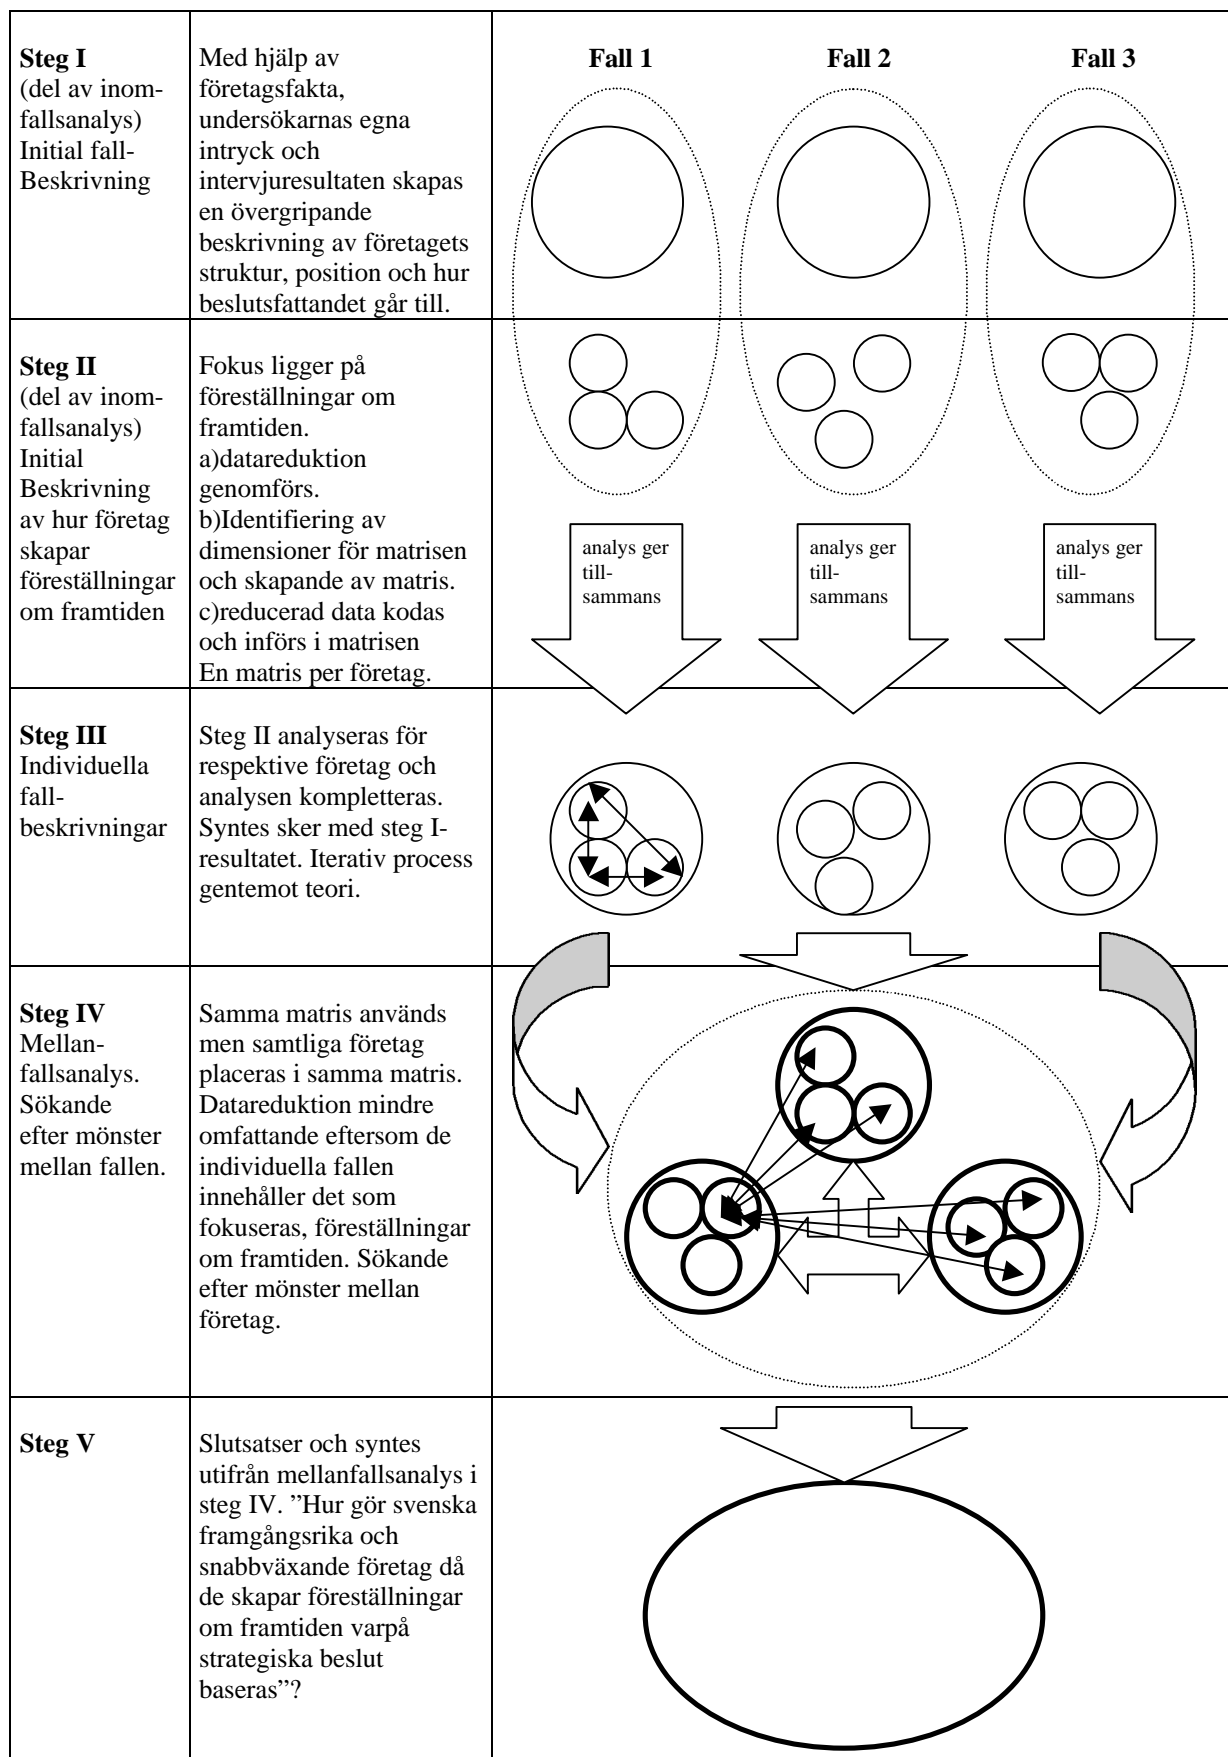 Steg I
(del av inom-
fallsanalys)
Initial fall-
Beskrivning
Med hjälp av
företagsfakta,
undersökarnas egna
intryck och
intervjuresultaten skapas
en övergripande
beskrivning av företagets
struktur, position och hur
beslutsfattandet går till.
Fall 1
Fall 2
Fall 3
Steg II
(del av inom-
fallsanalys)
Initial
Beskrivning
av hur företag
skapar
föreställningar
om framtiden
Fokus ligger på
föreställningar om
framtiden.
a)datareduktion
genomförs.
b)Identifiering av
dimensioner för matrisen
och skapande av matris.
c)reducerad data kodas
och införs i matrisen
En matris per företag.
analys ger
till-
sammans
analys ger
till-
sammans
analys ger
till-
sammans
Steg III
Individuella
fall-
beskrivningar
Steg II analyseras för
respektive företag och
analysen kompletteras.
Syntes sker med steg I-
resultatet. Iterativ process
gentemot teori.
Steg IV
Mellan-
fallsanalys.
Sökande
efter mönster
mellan fallen.
Samma matris används
men samtliga företag
placeras i samma matris.
Datareduktion mindre
omfattande eftersom de
individuella fallen
innehåller det som
fokuseras, föreställningar
om framtiden. Sökande
efter mönster mellan
företag.
Steg V
Slutsatser och syntes
utifrån mellanfallsanalys i
steg IV. ”Hur gör svenska
framgångsrika och
snabbväxande företag då
de skapar föreställningar
om framtiden varpå
strategiska beslut
baseras”?